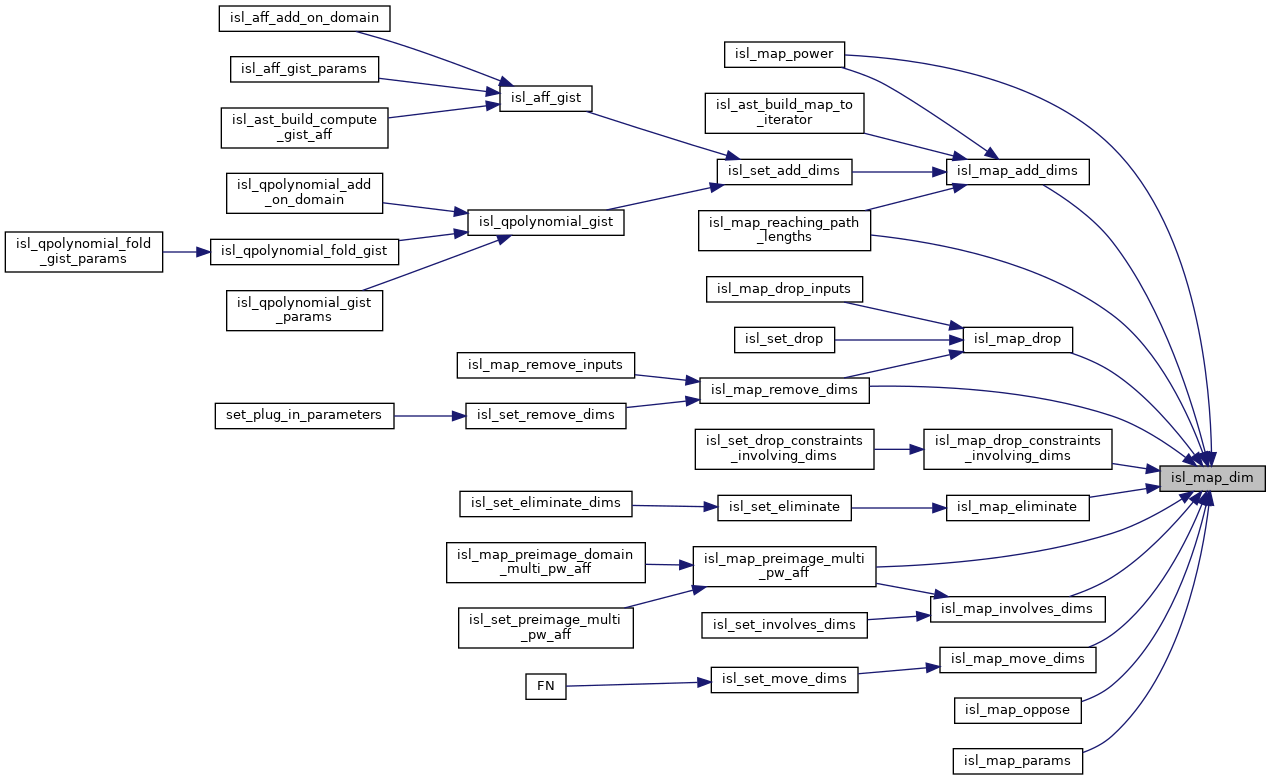 isl_aff_add_on_domain
isl_map_power
isl_aff_gist_params
isl_aff_gist
isl_ast_build_map_to
_iterator
isl_ast_build_compute
_gist_aff
isl_set_add_dims
isl_map_add_dims
isl_qpolynomial_add
_on_domain
isl_qpolynomial_gist
isl_map_reaching_path
_lengths
isl_qpolynomial_fold
_gist_params
isl_qpolynomial_fold_gist
isl_qpolynomial_gist
_params
isl_map_drop_inputs
isl_set_drop
isl_map_drop
isl_map_remove_inputs
isl_map_remove_dims
set_plug_in_parameters
isl_set_remove_dims
isl_set_drop_constraints
_involving_dims
isl_map_drop_constraints
_involving_dims
isl_map_dim
isl_set_eliminate_dims
isl_set_eliminate
isl_map_eliminate
isl_map_preimage_domain
_multi_pw_aff
isl_map_preimage_multi
_pw_aff
isl_map_involves_dims
isl_set_preimage_multi
_pw_aff
isl_set_involves_dims
isl_map_move_dims
FN
isl_set_move_dims
isl_map_oppose
isl_map_params